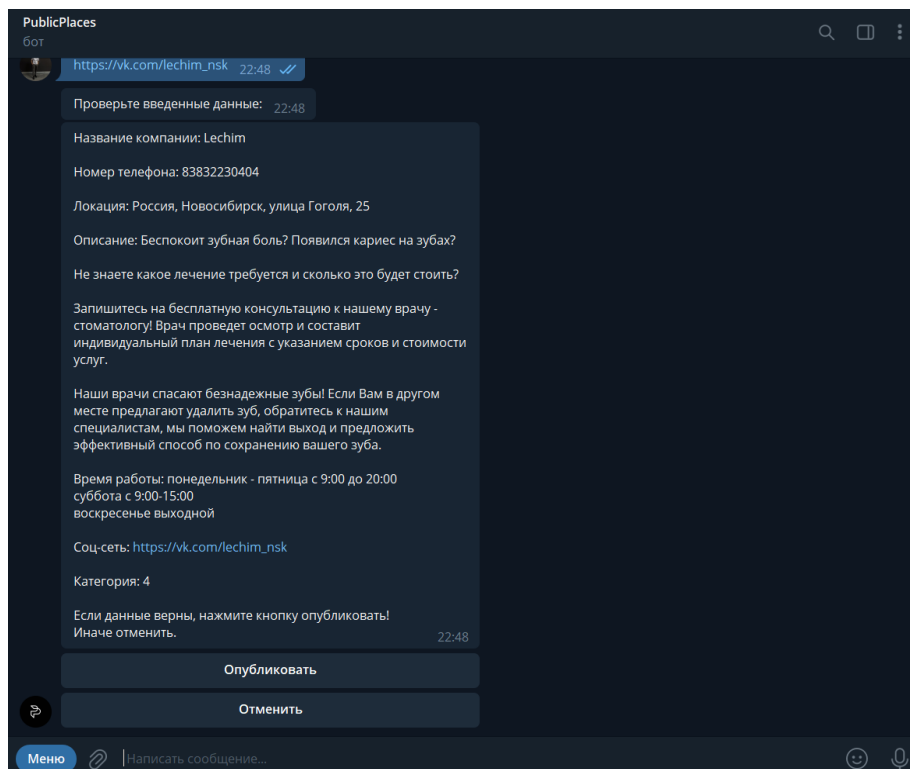 PublicPlaces
бот
https://vk.com/lechim_nsk 22:48
Проверьте введенные данные: 22:48
Название компании: Lechim
Номер телефона: 83832230404
Локация: Россия, Новосибирск, улица Гоголя, 25
Описание: Беспокоит зубная боль? Появился кариес на зубах?
Не знаете какое лечение требуется и сколько это будет стоить?
Запишитесь на бесплатную консультацию к нашему врачу -
стоматологу! Врач проведет осмотр и составит
индивидуальный план лечения с указанием сроков и стоимости
услуг.
Наши врачи спасают безнадежные зубы! Если Вам в другом
месте предлагают удалить зуб, обратитесь к нашим
специалистам, мы поможем найти выход и предложить
эффективный способ по сохранению вашего зуба.
Время работы: понедельник - пятница с 9:00 до 20:00
суббота с 9:00-15:00
воскресенье выходной
Соц-сеть: https://vk.com/lechim_nsk
Категория: 4
Если данные верны, нажмите кнопку опубликовать!
Иначе отменить. 22:48
Опубликовать
Отменить
Меню Написать сообщение...